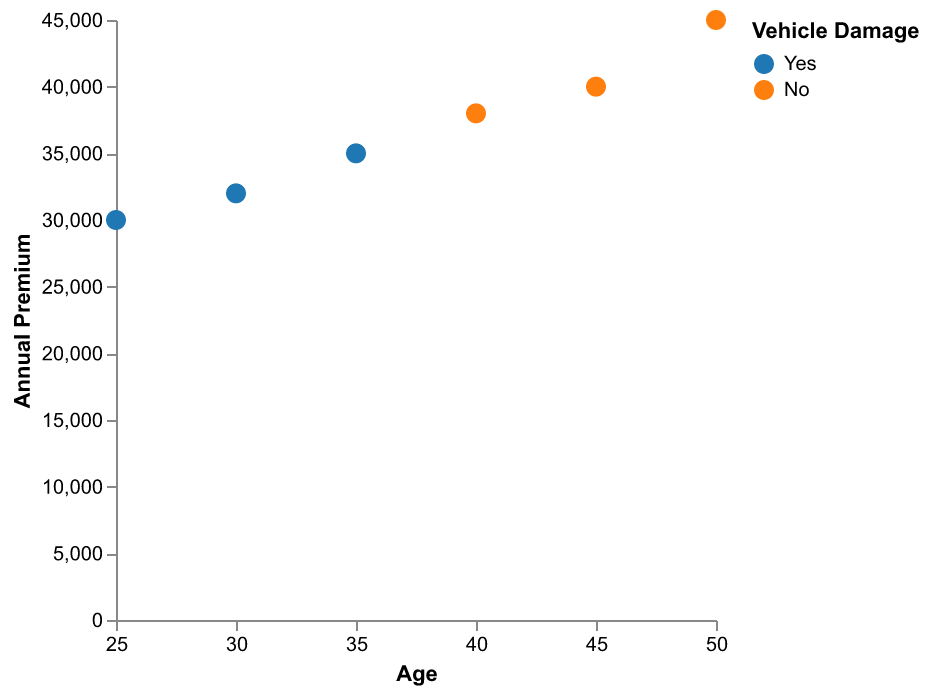 45,000
40,000
35,000
30,000
25,000
20,000
15,000
10,000
5,000
0
Annual Premium
25 30 35 40 45 50
Age
Vehicle Damage
Yes
No